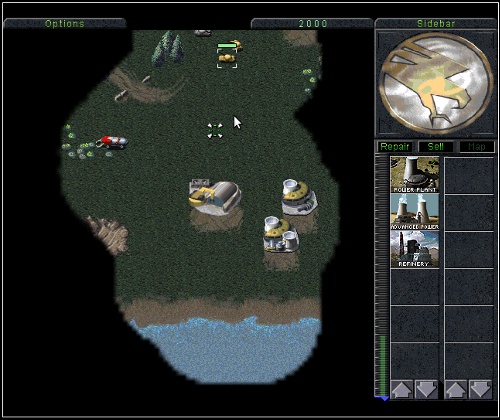 Options
2000
Sidebar
Repair
Sell
Map
POWER PLANT
ADVANCED POWER
REFINERY